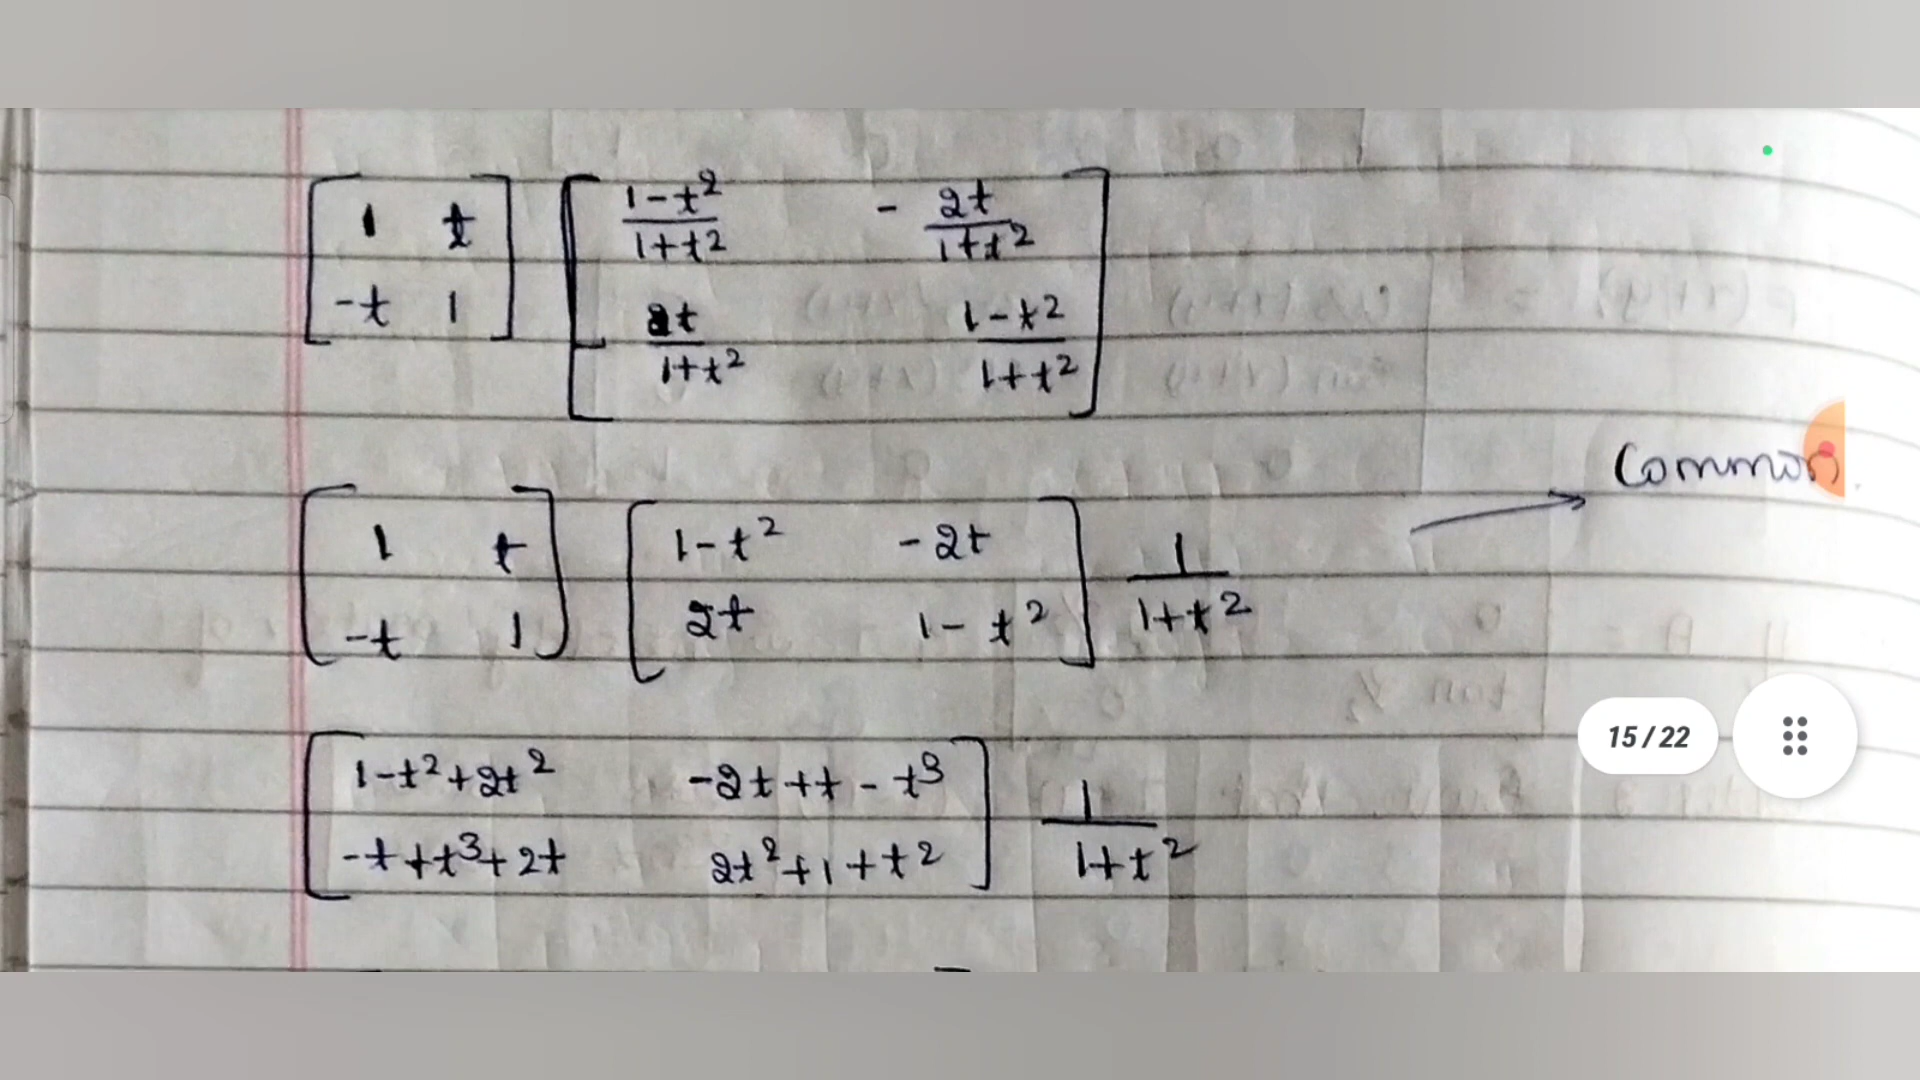 [ 1 t ; -t 1 ] [ (1-t²)/(1+t²) -2t/(1+t²) ; 2t/(1+t²) (1-t²)/(1+t²) ]
Common
[ 1 t ; -t 1 ] [ 1-t² -2t ; 2t 1-t² ] 1/(1+t²)
15/22
[ 1-t²+2t² -2t+t-t³ ; -t+t³+2t 2t²+1+t² ] 1/(1+t²)